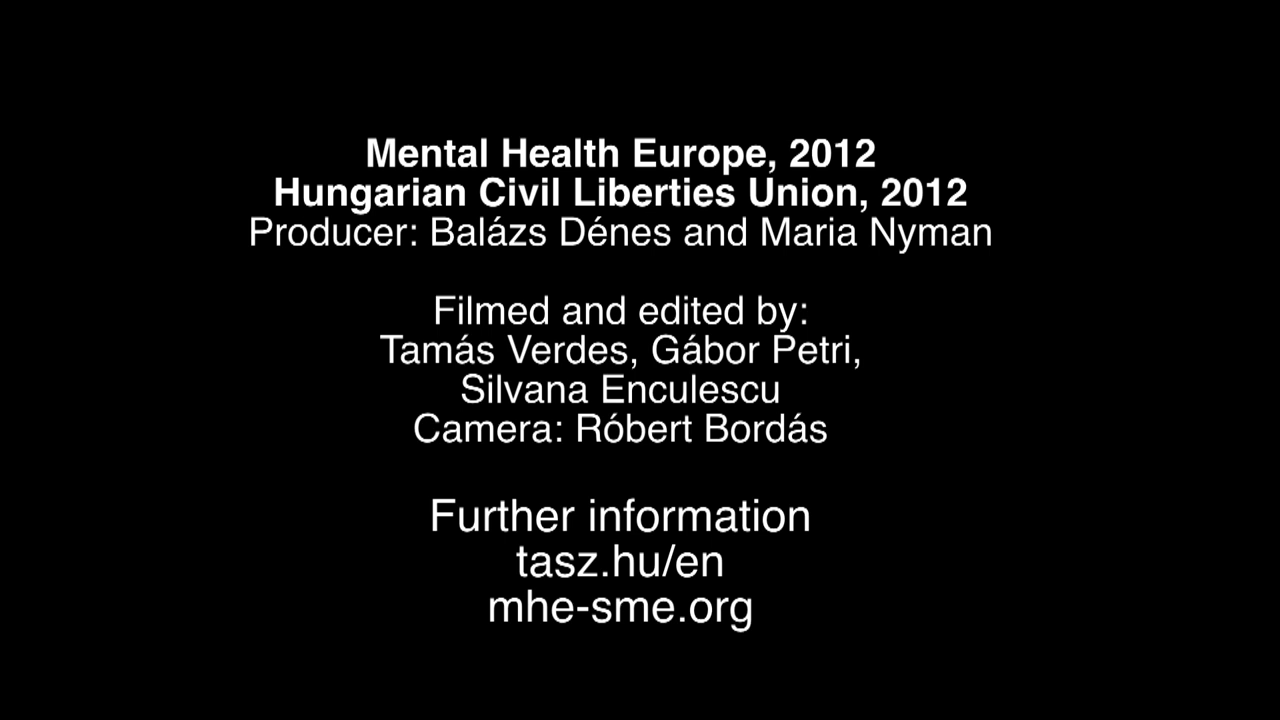 Mental Health Europe, 2012
Hungarian Civil Liberties Union, 2012
Producer: Balázs Dénes and Maria Nyman
Filmed and edited by:
Tamás Verdes, Gábor Petri,
Silvana Enculescu
Camera: Róbert Bordás
Further information
tasz.hu/en
mhe-sme.org